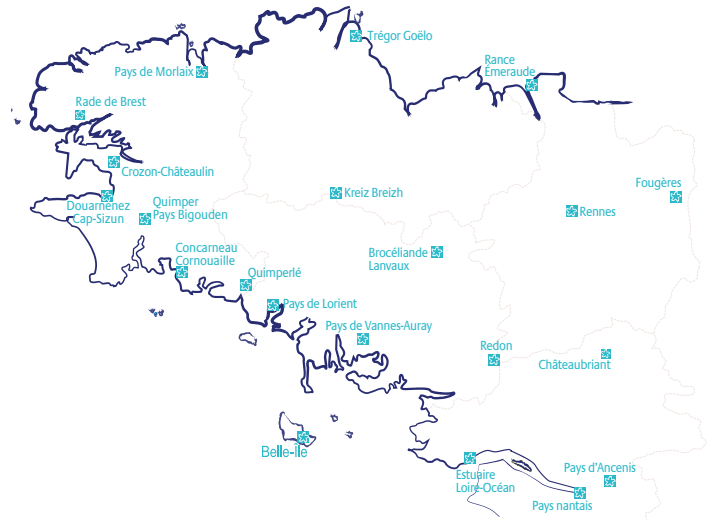 Trégor Goëlo
Rance
Émeraude
Pays de Morlaix
Rade de Brest
Crozon-Châteaulin
Fougères
Kreiz Breizh
Douarnenez
Cap-Sizun
Quimper
Pays Bigouden
Rennes
Concarneau
Cornouaille
Brocéliande
Lanvaux
Quimperlé
Pays de Lorient
Pays de Vannes-Auray
Redon
Châteaubriant
Belle-Île
Estuaire
Loire-Océan
Pays d'Ancenis
Pays nantais